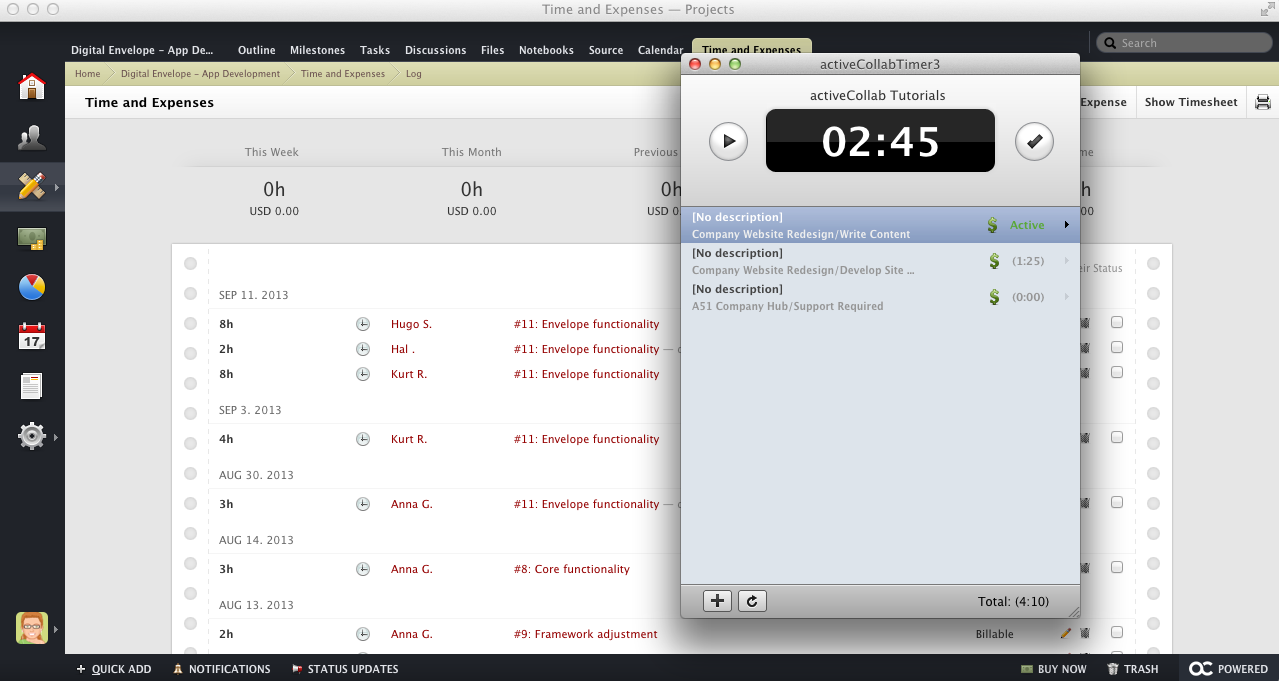 Time and Expenses — Projects
Digital Envelope – App De... Outline Milestones Tasks Discussions Files Notebooks Source Calendar Time and Expenses Search
Home Digital Envelope – App Development Time and Expenses Log
Time and Expenses Expense Show Timesheet
This Week This Month Previous
0h 0h 0h h
USD 0.00 USD 0.00 USD 0. 00
17
SEP 11. 2013
8h Hugo S. #11: Envelope functionality
2h Hal . #11: Envelope functionality —
8h Kurt R. #11: Envelope functionality
SEP 3. 2013
4h Kurt R. #11: Envelope functionality
AUG 30. 2013
3h Anna G. #11: Envelope functionality —
AUG 14. 2013
3h Anna G. #8: Core functionality
AUG 13. 2013
2h Anna G. #9: Framework adjustment Billable
activeCollabTimer3
activeCollab Tutorials
02:45
[No description]
Company Website Redesign/Write Content $ Active
[No description]
Company Website Redesign/Develop Site ... $ (1:25)
[No description]
A51 Company Hub/Support Required $ (0:00)
Status
Total: (4:10)
+ QUICK ADD NOTIFICATIONS STATUS UPDATES BUY NOW TRASH POWERED